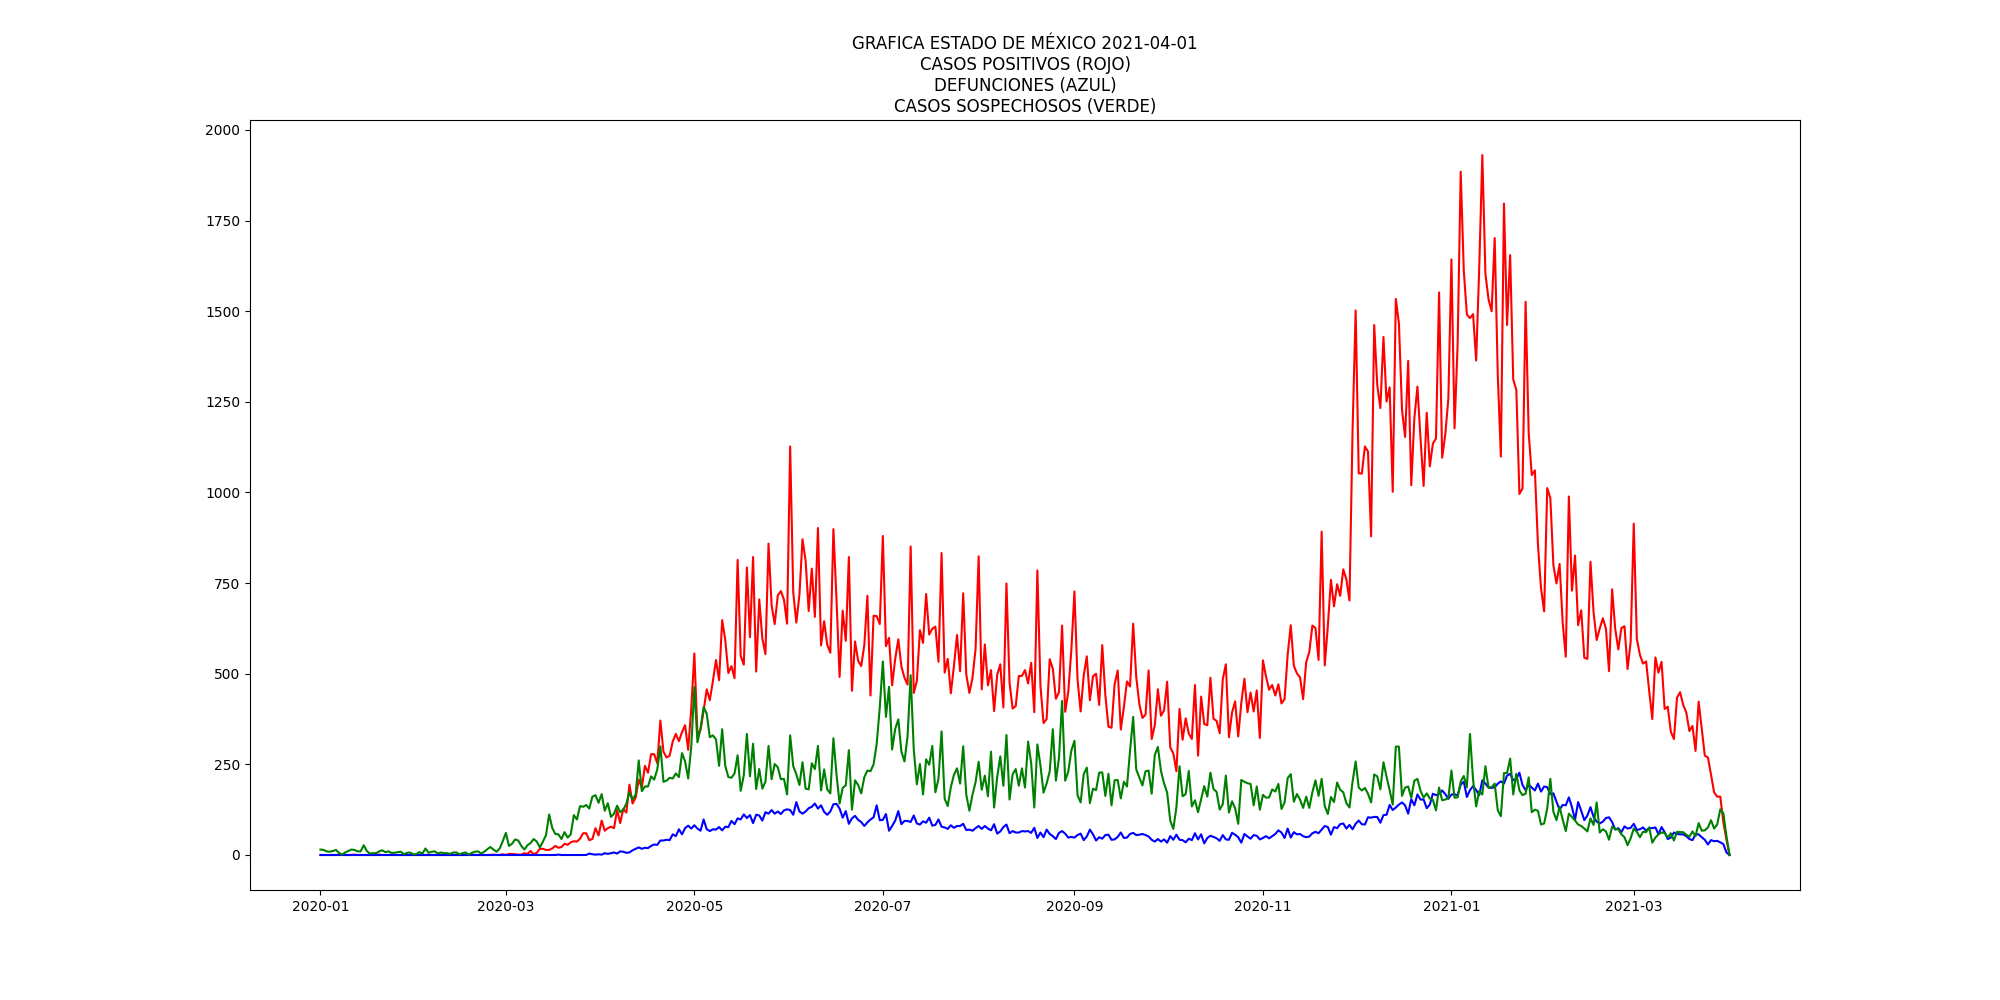 GRAFICA ESTADO DE MÉXICO 2021-04-01
CASOS POSITIVOS (ROJO)
DEFUNCIONES (AZUL)
CASOS SOSPECHOSOS (VERDE)
2000
1750
1500
1250
1000
750
500
250
0
2020-01 2020-03 2020-05 2020-07 2020-09 2020-11 2021-01 2021-03